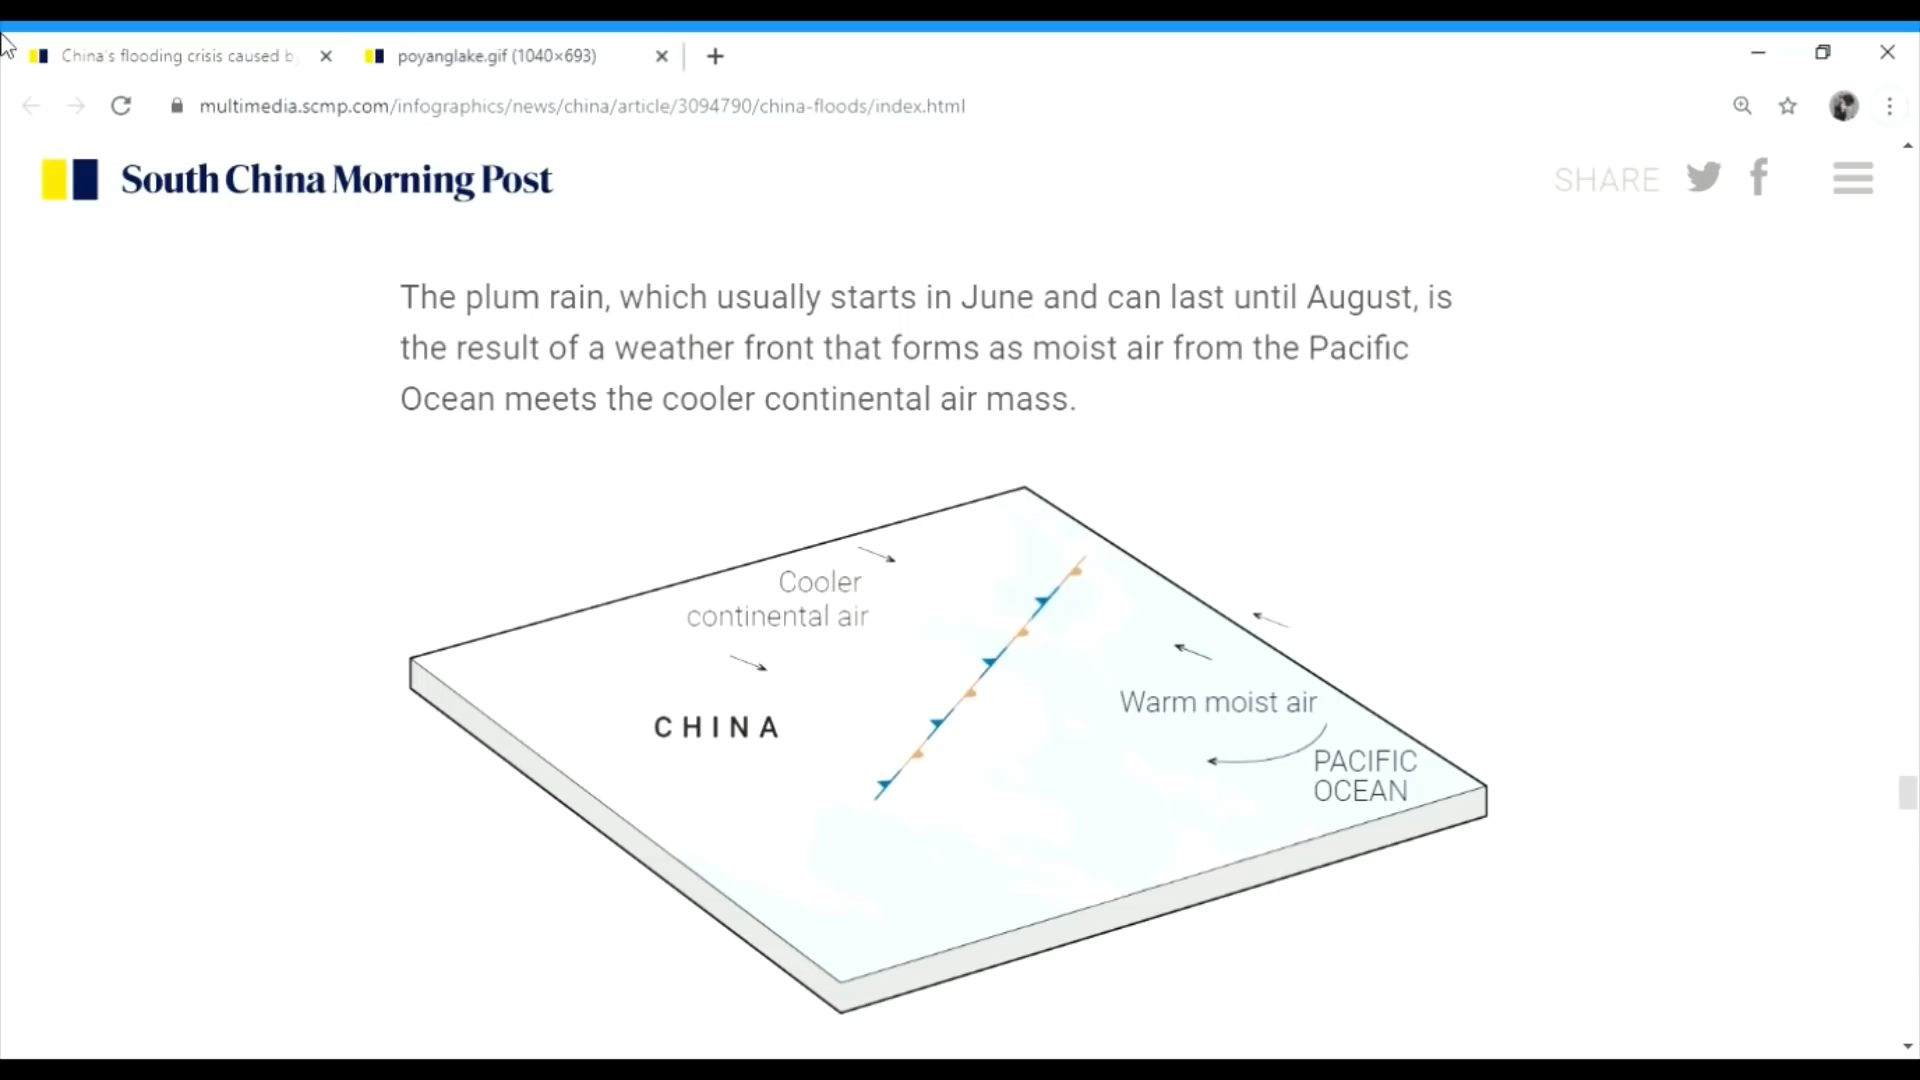 China's flooding crisis caused b
poyanglake.gif (1040×693)
multimedia.scmp.com/infographics/news/china/article/3094790/china-floods/index.html
South China Morning Post
SHARE
The plum rain, which usually starts in June and can last until August, is
the result of a weather front that forms as moist air from the Pacific
Ocean meets the cooler continental air mass.
Cooler
continental air
CHINA
Warm moist air
PACIFIC
OCEAN